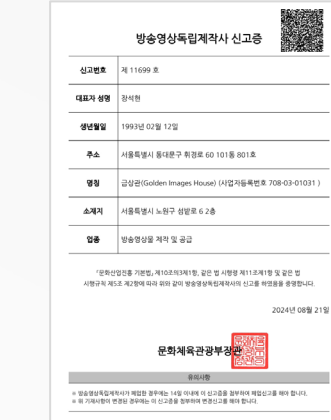 방송영상독립제작사 신고증
신고번호 제 11699 호
대표자 성명 장석현
생년월일 1993년 02월 12일
주소 서울특별시 동대문구 휘경로 60 101동 801호
명칭 금상관(Golden Images House) (사업자등록번호 708-03-01031 )
소재지 서울특별시 노원구 섬밭로 6 2층
업종 방송영상물 제작 및 공급
「문화산업진흥 기본법」 제10조의3제1항, 같은 법 시행령 제11조제1항 및 같은 법
시행규칙 제5조 제2항에 따라 위와 같이 방송영상독립제작사의 신고를 하였음을 증명합니다.
2024년 08월 21일
문화체육관광부장관
유의사항
※ 방송영상독립제작사가 폐업한 경우에는 14일 이내에 이 신고증을 첨부하여 폐업신고를 해야 합니다.
※ 위 기재사항이 변경된 경우에는 이 신고증을 첨부하여 변경신고를 해야 합니다.